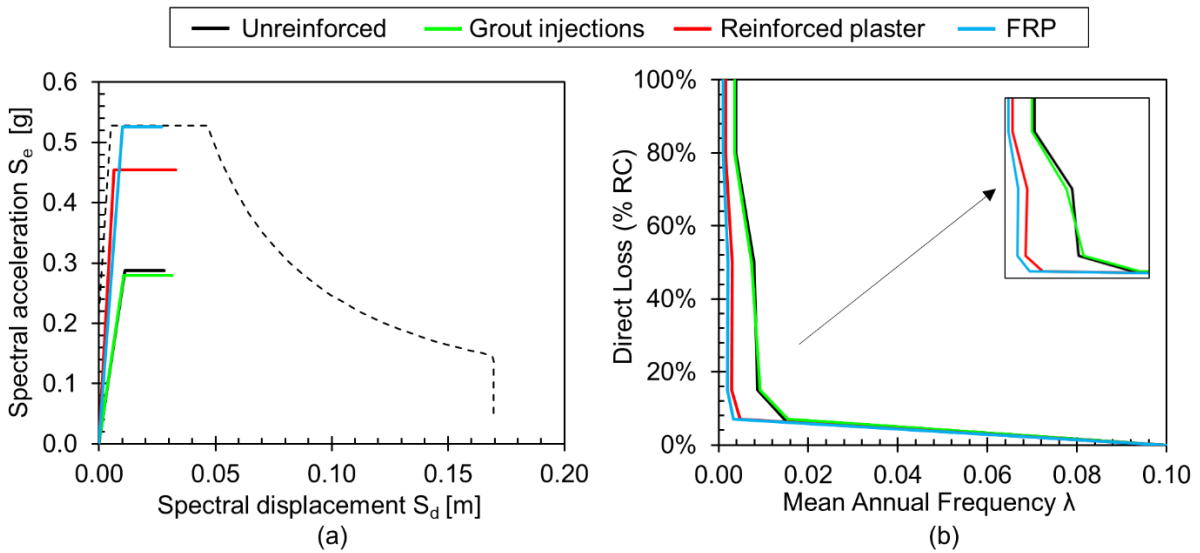 Unreinforced Grout injections Reinforced plaster FRP
Spectral acceleration Se [g]
0.6
0.5
0.4
0.3
0.2
0.1
0.0
0.00 0.05 0.10 0.15 0.20
Spectral displacement Sd [m]
(a)
Direct Loss (% RC)
100%
80%
60%
40%
20%
0%
0.00 0.02 0.04 0.06 0.08 0.10
Mean Annual Frequency λ
(b)